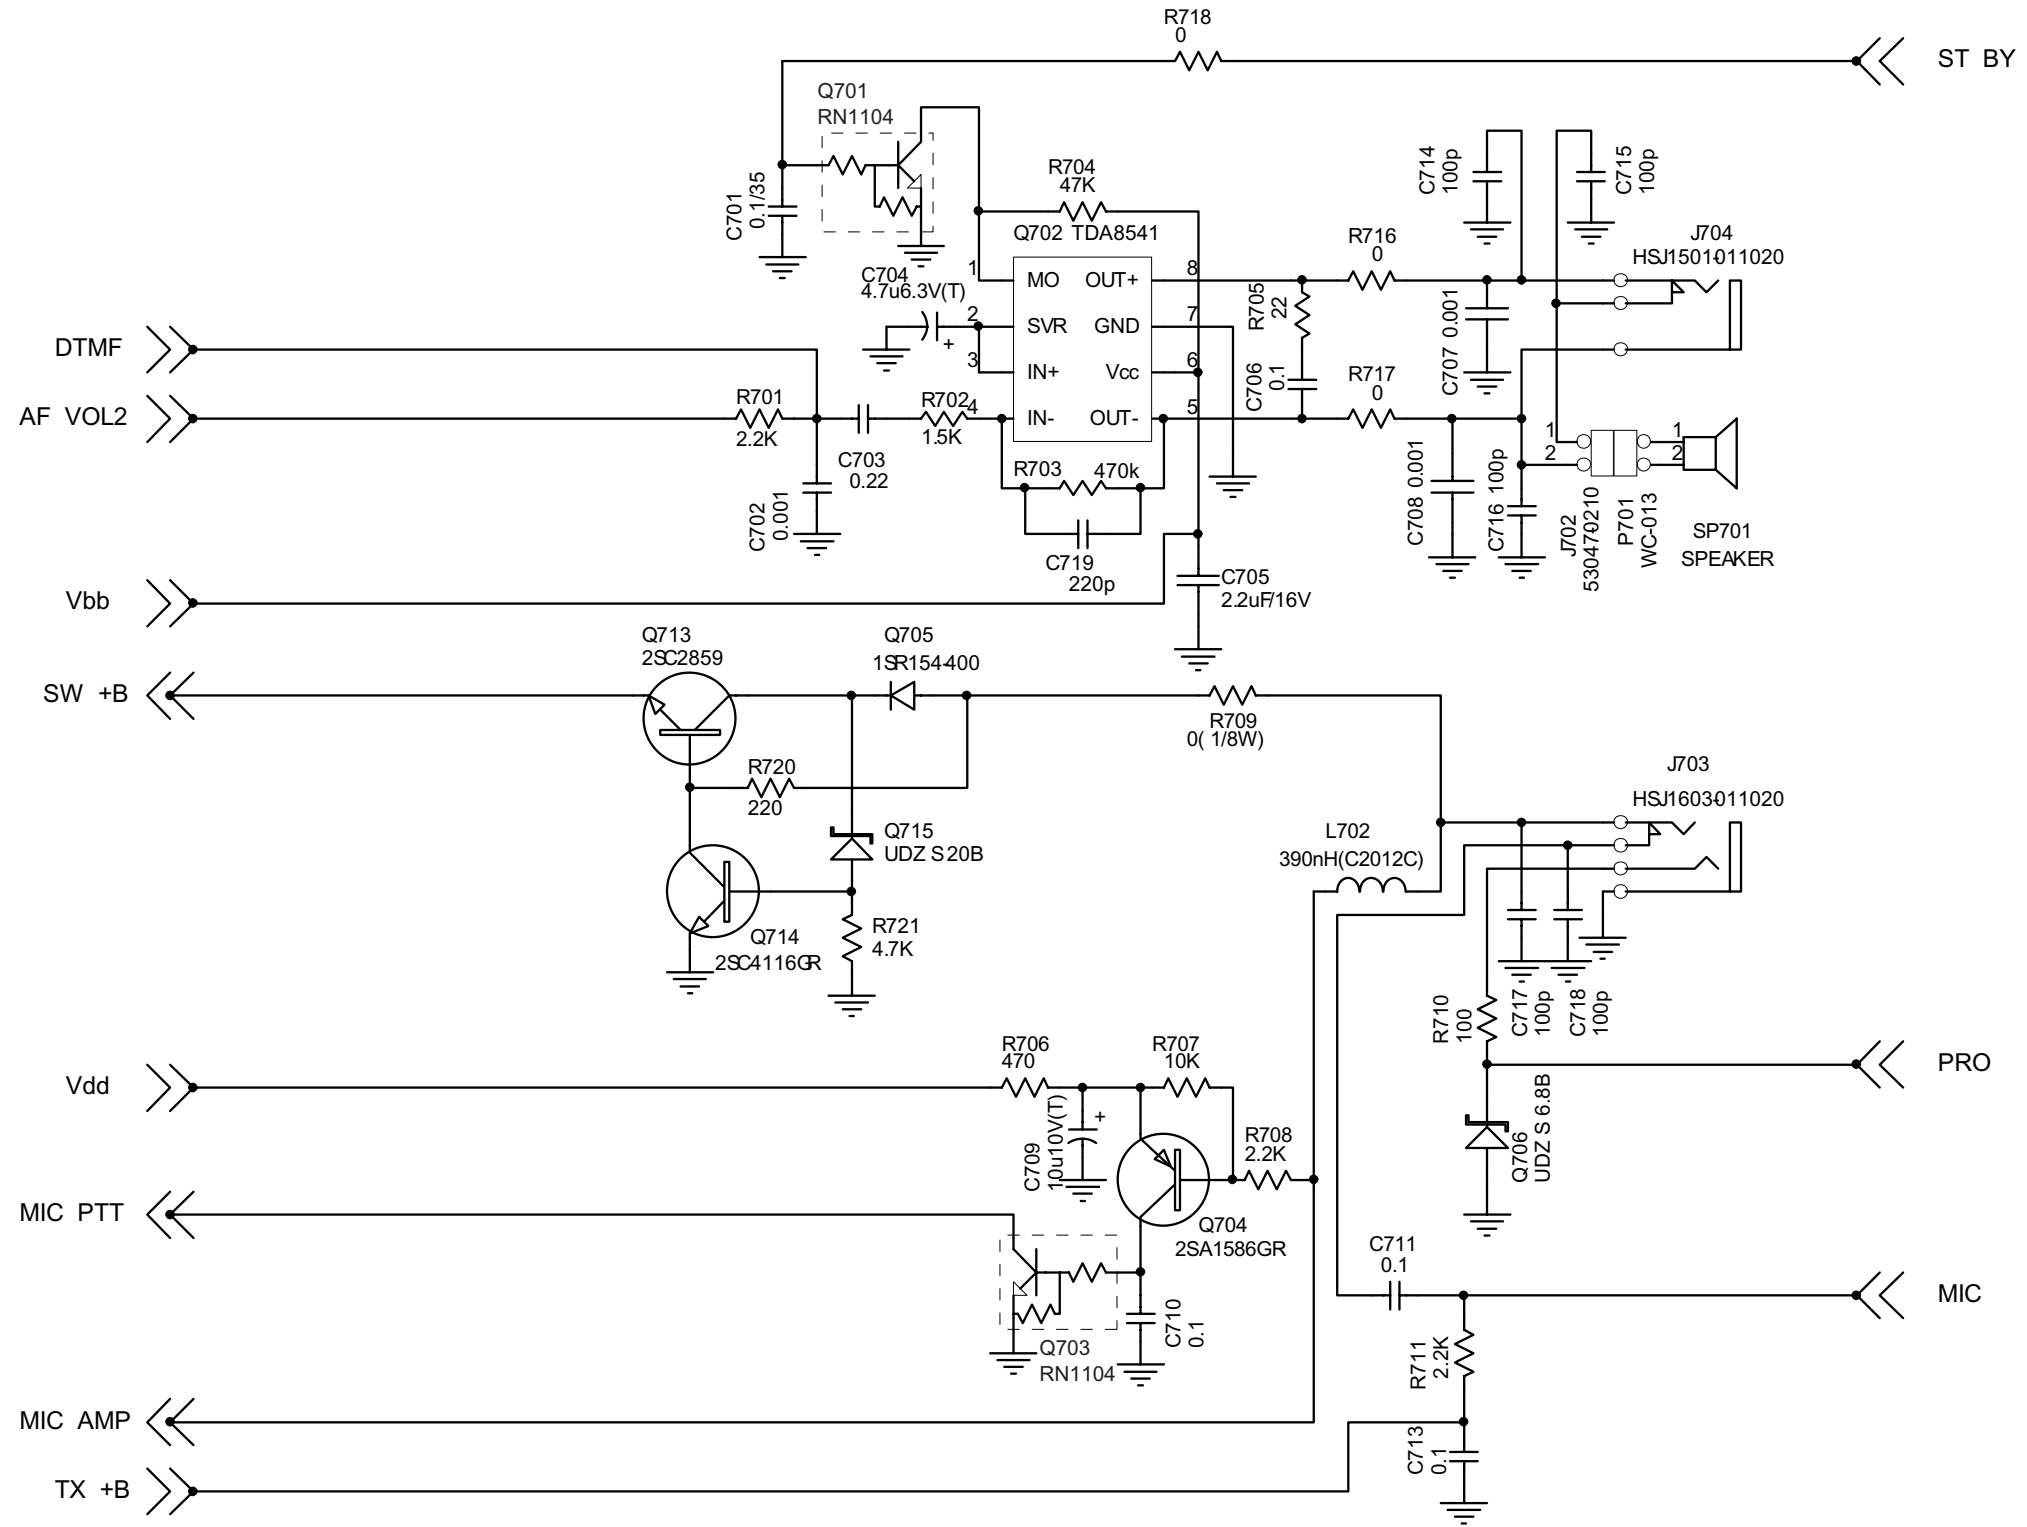 R718
0
ST BY
Q701
RN1104
C701
0.1/35
R704
47K
Q702 TDA8541
C714
100p
C715
100p
J704
HSJ1501-011020
R716
0
C704
4.7u6.3V(T)
1 MO OUT+ 8
2 SVR GND 7
3 IN+ Vcc 6
4 IN- OUT- 5
R705
22
C706
0.1
C707 0.001
DTMF
AF VOL2
R701
2.2K
R702
1.5K
C703
0.22
C702
0.001
R703 470k
C719
220p
R717
0
C708 0.001
C716 100p
1 1
2 2
J702
53047-0210
P701
WC-013
SP701
SPEAKER
+
Vbb
C705
2.2uF/16V
Q713
2SC2859
Q705
1SR154-400
SW +B
R709
0( 1/8W)
R720
220
J703
HSJ1603-011020
Q715
UDZ S 20B
L702
390nH(C2012C)
Q714
2SC4116GR
R721
4.7K
R710
100
C717
100p
C718
100p
Vdd
R706
470
R707
10K
PRO
C709
10u10V(T)
+
R708
2.2K
Q706
UDZ S 6.8B
MIC PTT
Q704
2SA1586GR
C711
0.1
MIC
C710
0.1
Q703
RN1104
R711
2.2K
MIC AMP
C713
0.1
TX +B